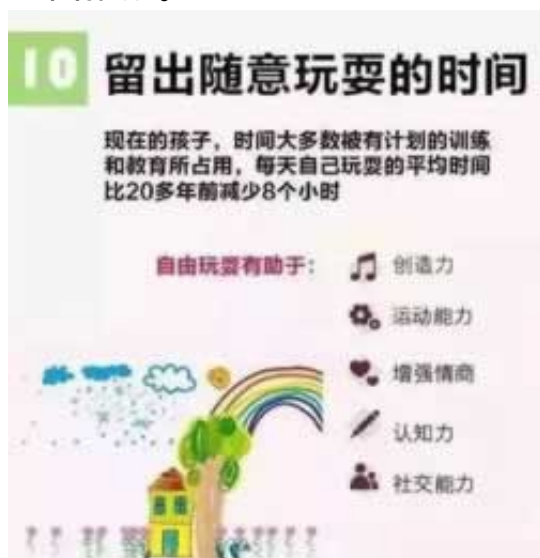 10 留出随意玩耍的时间
现在的孩子，时间大多数被有计划的训练
和教育所占用，每天自己玩耍的平均时间
比20多年前减少8个小时
自由玩耍有助于：
创造力
运动能力
增强情商
认知力
社交能力